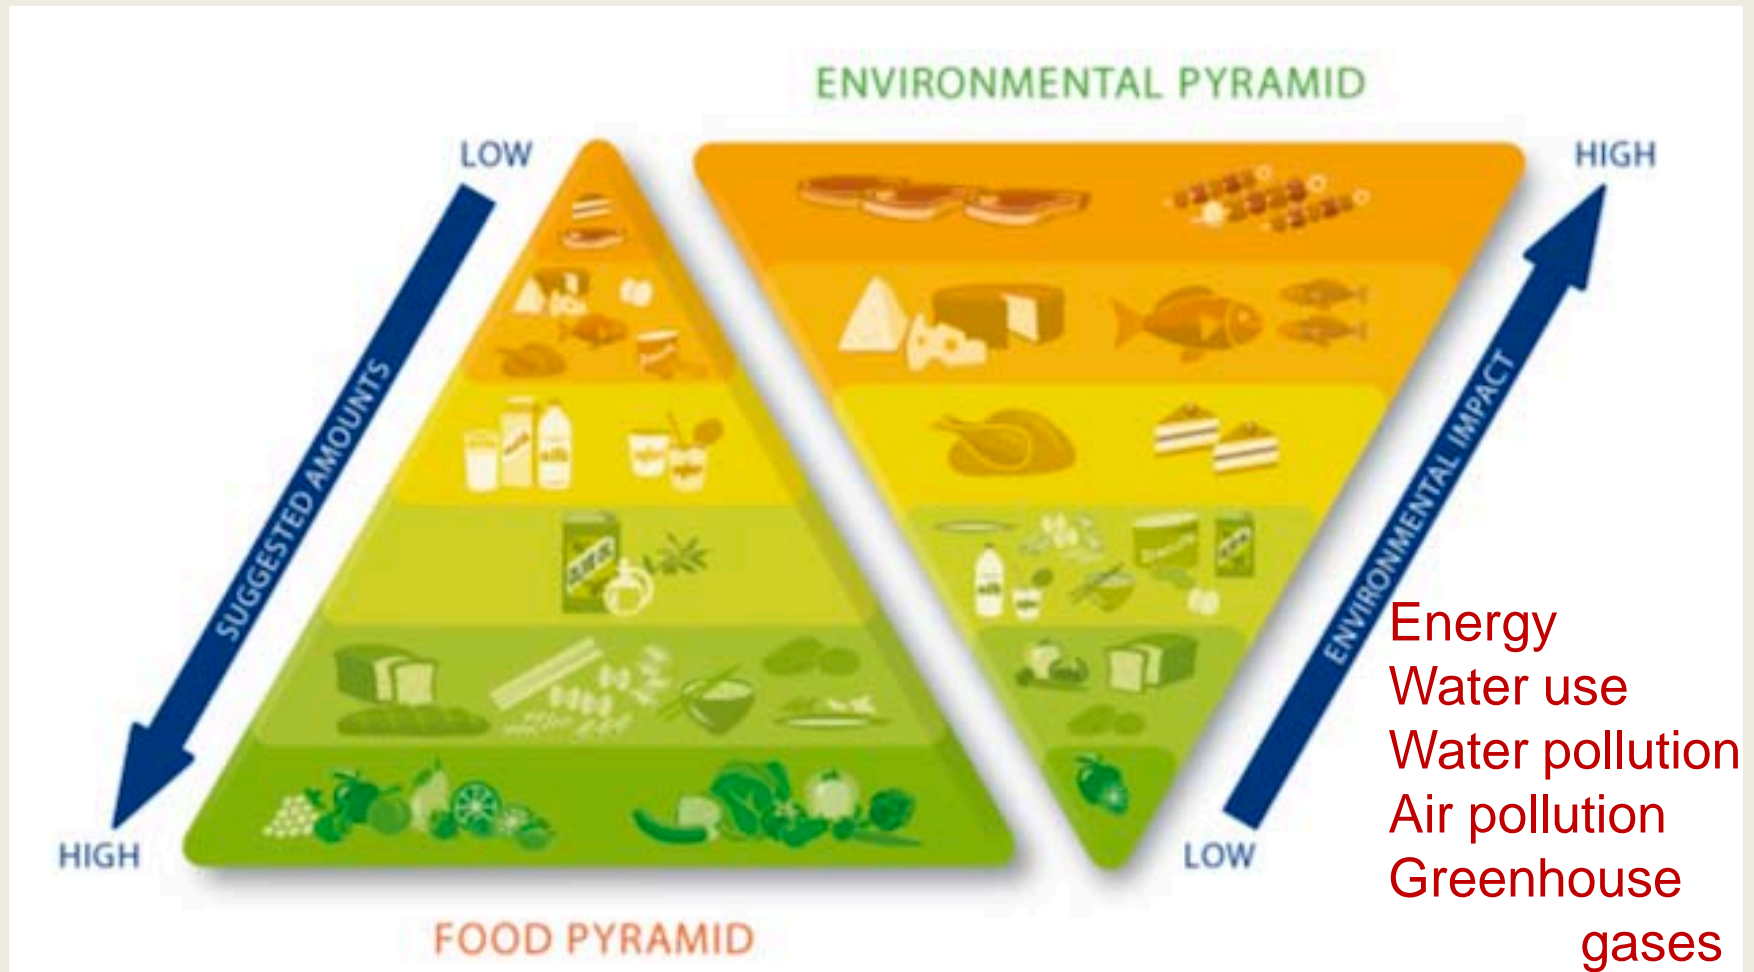 ENVIRONMENTAL PYRAMID
LOW
HIGH
SUGGESTED AMOUNTS
ENVIRONMENTAL IMPACT
HIGH
LOW
FOOD PYRAMID
Energy
Water use
Water pollution
Air pollution
Greenhouse
gases